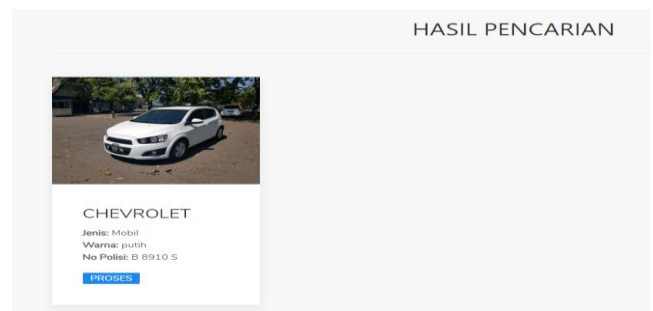 HASIL PENCARIAN
CHEVROLET
Jenis: Mobil
Warna: putih
No Polisi: B 8910 S
PROSES